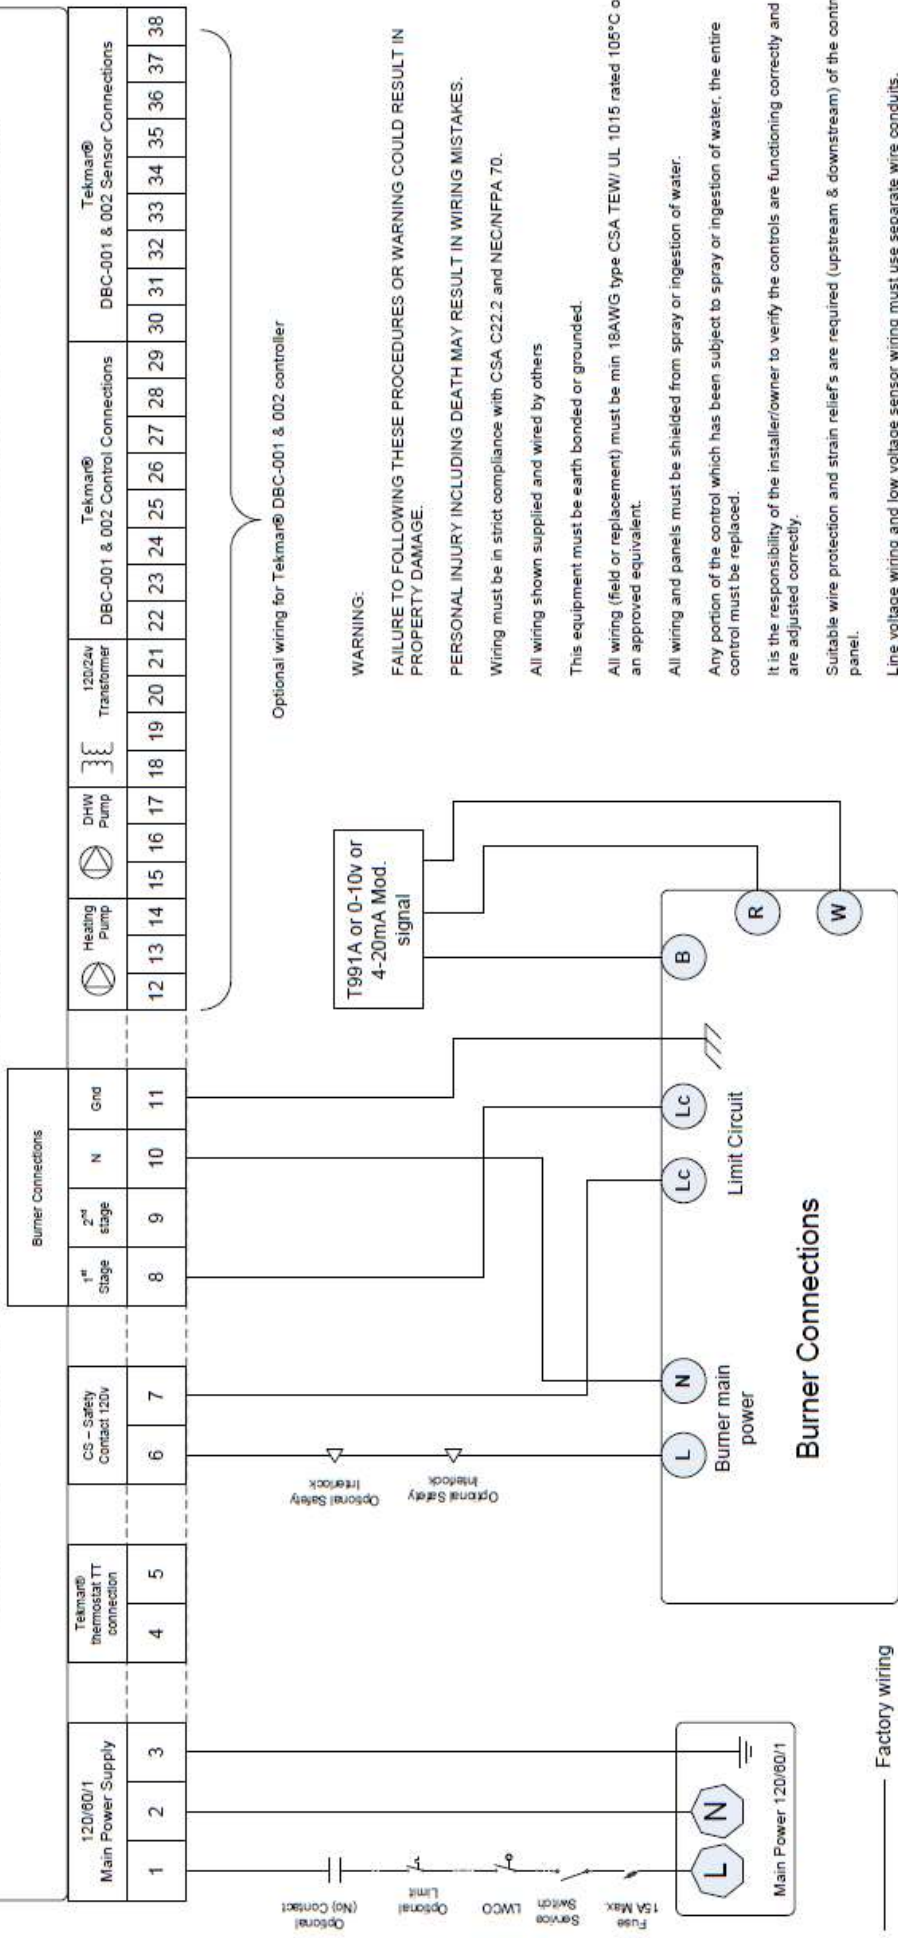 120/60/1
Main Power Supply
1 2 3
Tekmar®
thermostat TT
connection
4 5
CS – Safety
Contact 120v
6 7
Burner Connections
1st
Stage
2nd
stage
N
Gnd
8 9 10 11
Heating
Pump
12 13 14
DHW
Pump
15 16 17
120/24v
Transformer
18 19 20 21
Tekmar®
DBC-001 & 002 Control Connections
22 23 24 25 26 27 28 29
Tekmar®
DBC-001 & 002 Sensor Connections
30 31 32 33 34 35 36 37 38
Optional
(No) Contact
Optional
Limit
LWCO
Service
Switch
Fuse
15A Max.
L
N
Main Power 120/60/1
Optional Safety
Interlock
Optional Safety
Interlock
L
N
Burner main
power
Lc
Lc
Limit Circuit
B
R
W
Burner Connections
T991A or 0-10v or
4-20mA Mod.
signal
Optional wiring for Tekmar® DBC-001 & 002 controller
WARNING:
FAILURE TO FOLLOWING THESE PROCEDURES OR WARNING COULD RESULT IN
PROPERTY DAMAGE.
PERSONAL INJURY INCLUDING DEATH MAY RESULT IN WIRING MISTAKES.
Wiring must be in strict compliance with CSA C22.2 and NEC/NFPA 70.
All wiring shown supplied and wired by others
This equipment must be earth bonded or grounded.
All wiring (field or replacement) must be min 18AWG type CSA TEW/ UL 1015 rated 105°C o
an approved equivalent.
All wiring and panels must be shielded from spray or ingestion of water.
Any portion of the control which has been subject to spray or ingestion of water, the entire
control must be replaced.
It is the responsibility of the installer/owner to verify the controls are functioning correctly and
are adjusted correctly.
Suitable wire protection and strain relief's are required (upstream & downstream) of the contr
panel.
Line voltage wiring and low voltage sensor wiring must use separate wire conduits.
Factory wiring